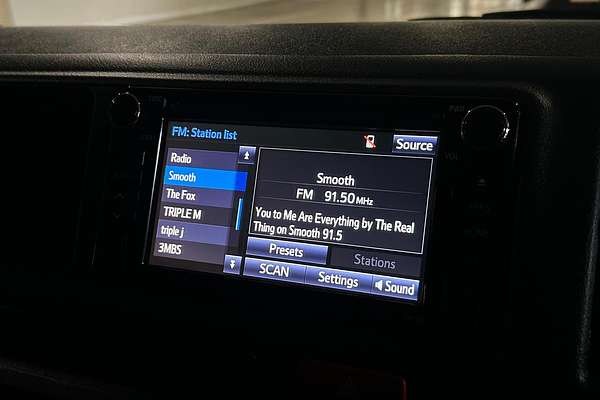 FM: Station list
Source
Radio
Smooth
The Fox
TRIPLE M
triple j
3MBS
Smooth
FM 91.50 MHz
You to Me Are Everything by The Real
Thing on Smooth 91.5
Presets
Stations
SCAN
Settings
Sound